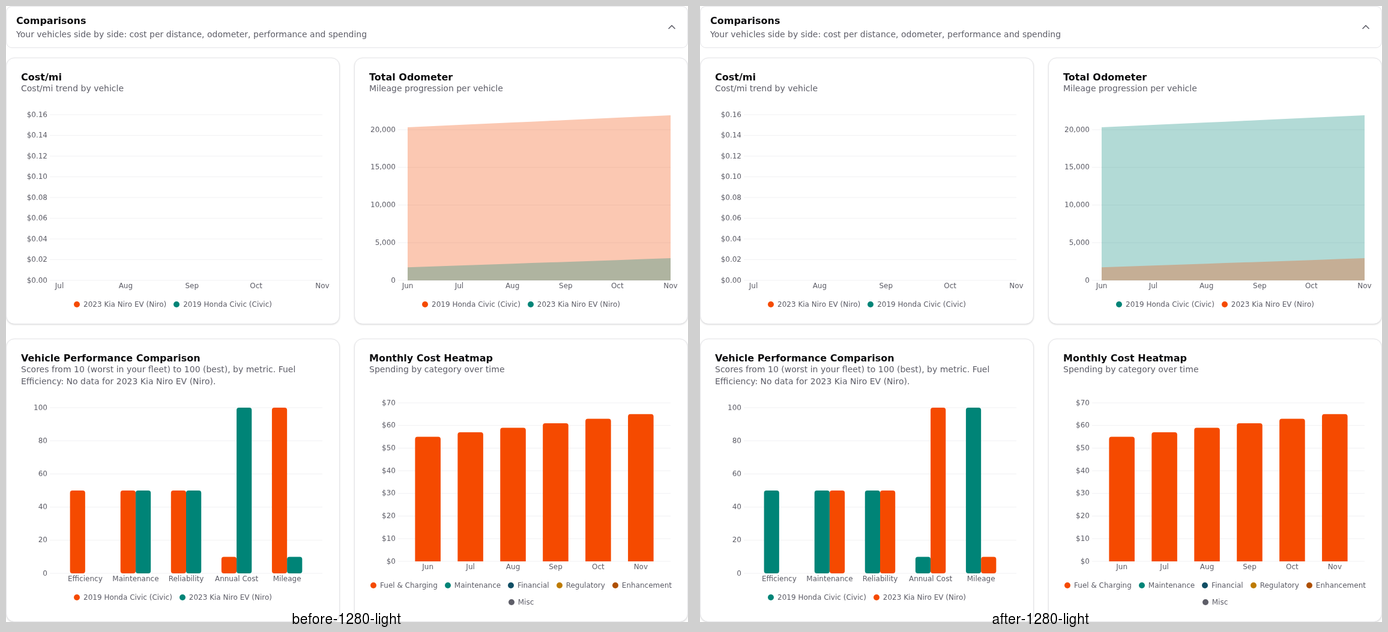 Comparisons
Your vehicles side by side: cost per distance, odometer, performance and spending
Cost/mi
Cost/mi trend by vehicle
$0.16
$0.14
$0.12
$0.10
$0.08
$0.06
$0.04
$0.02
$0.00
Jul Aug Sep Oct Nov
2023 Kia Niro EV (Niro) 2019 Honda Civic (Civic)
Total Odometer
Mileage progression per vehicle
20,000
15,000
10,000
5,000
0
Jun Jul Aug Sep Oct Nov
2019 Honda Civic (Civic) 2023 Kia Niro EV (Niro)
Vehicle Performance Comparison
Scores from 10 (worst in your fleet) to 100 (best), by metric. Fuel
Efficiency: No data for 2023 Kia Niro EV (Niro).
100
80
60
40
20
0
Efficiency Maintenance Reliability Annual Cost Mileage
2019 Honda Civic (Civic) 2023 Kia Niro EV (Niro)
Monthly Cost Heatmap
Spending by category over time
$70
$60
$50
$40
$30
$20
$10
$0
Jun Jul Aug Sep Oct Nov
Fuel & Charging Maintenance Financial Regulatory Enhancement
Misc
before-1280-light
Comparisons
Your vehicles side by side: cost per distance, odometer, performance and spending
Cost/mi
Cost/mi trend by vehicle
$0.16
$0.14
$0.12
$0.10
$0.08
$0.06
$0.04
$0.02
$0.00
Jul Aug Sep Oct Nov
2023 Kia Niro EV (Niro) 2019 Honda Civic (Civic)
Total Odometer
Mileage progression per vehicle
20,000
15,000
10,000
5,000
0
Jun Jul Aug Sep Oct Nov
2019 Honda Civic (Civic) 2023 Kia Niro EV (Niro)
Vehicle Performance Comparison
Scores from 10 (worst in your fleet) to 100 (best), by metric. Fuel
Efficiency: No data for 2023 Kia Niro EV (Niro).
100
80
60
40
20
0
Efficiency Maintenance Reliability Annual Cost Mileage
2019 Honda Civic (Civic) 2023 Kia Niro EV (Niro)
Monthly Cost Heatmap
Spending by category over time
$70
$60
$50
$40
$30
$20
$10
$0
Jun Jul Aug Sep Oct Nov
Fuel & Charging Maintenance Financial Regulatory Enhancement
Misc
after-1280-light